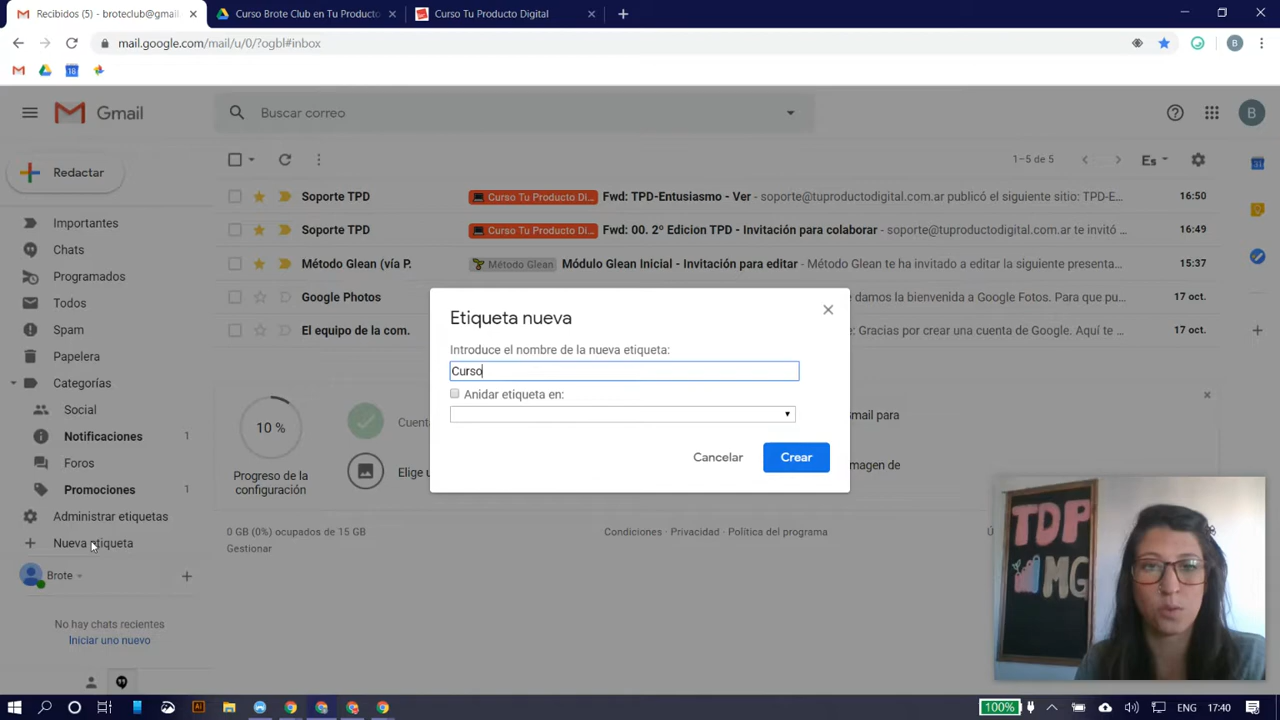 Recibidos (5) - broteclub@gmail
Curso Brote Club en Tu Producto
Curso Tu Producto Digital
mail.google.com/mail/u/0/?ogbl#inbox
B
18
Gmail
Buscar correo
B
Redactar
1–5 de 5
Es
31
Importantes
Chats
Programados
Todos
Spam
Papelera
Categorías
Social
Notificaciones 1
Foros
Promociones 1
Administrar etiquetas
Nueva etiqueta
Brote
No hay chats recientes
Iniciar uno nuevo
Soporte TPD Curso Tu Producto Di... Fwd: TPD-Entusiasmo - Ver - soporte@tuproductodigital.com.ar publicó el siguiente sitio: TPD-E... 16:50
Soporte TPD Curso Tu Producto Di... Fwd: 00. 2º Edicion TPD - Invitación para colaborar - soporte@tuproductodigital.com.ar te invitó ... 16:49
Método Glean (vía P. Método Glean Módulo Glean Inicial - Invitación para editar - Método Glean te ha invitado a editar la siguiente presenta... 15:37
Google Photos damos la bienvenida a Google Fotos. Para que pu... 17 oct.
El equipo de la com. : Gracias por crear una cuenta de Google. Aquí te ... 17 oct.
Etiqueta nueva
Introduce el nombre de la nueva etiqueta:
Curso
Anidar etiqueta en:
Cancelar
Crear
10 %
Progreso de la
configuración
Cuent
Elige u
Gmail para
magen de
0 GB (0%) ocupados de 15 GB
Gestionar
Condiciones · Privacidad · Política del programa
TDP
MG
100%
ENG
17:40